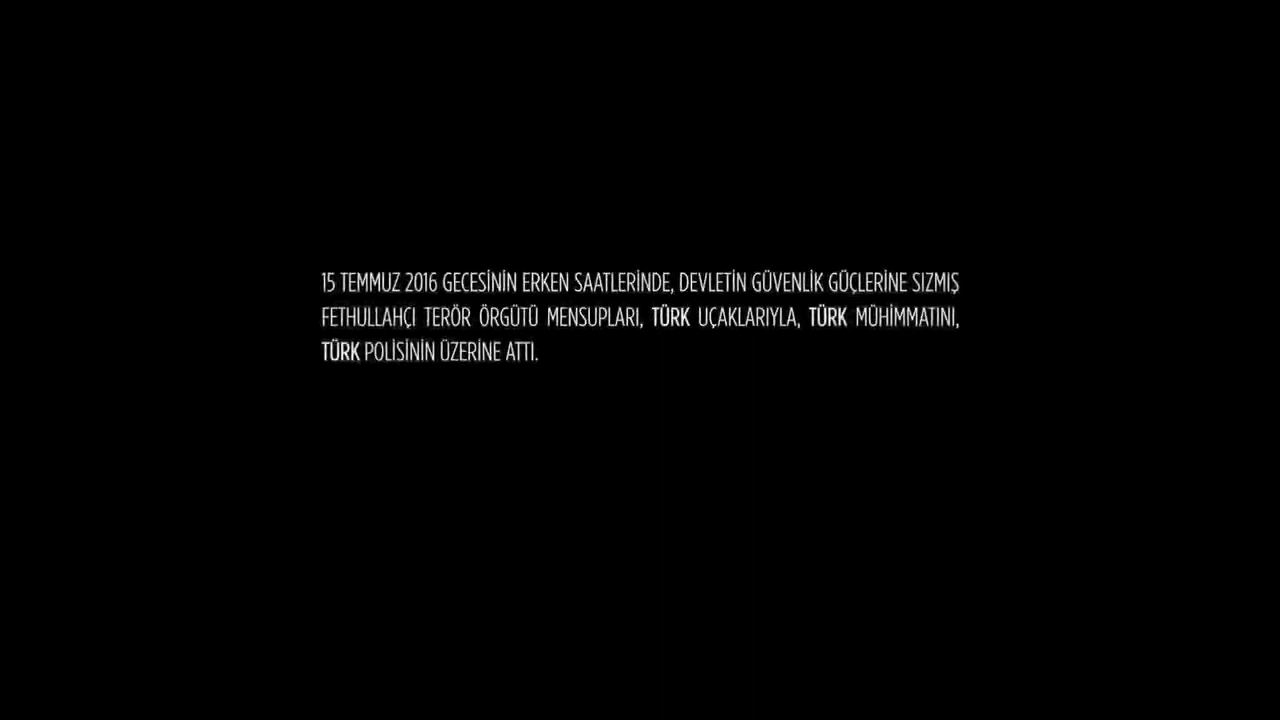 15 TEMMUZ 2016 GECESİNİN ERKEN SAATLERİNDE, DEVLETİN GÜVENLİK GÜÇLERİNE SIZMIŞ
FETHULLAHÇI TERÖR ÖRGÜTÜ MENSUPLARI, TÜRK UÇAKLARIYLA, TÜRK MÜHİMMATINI,
TÜRK POLİSİNİN ÜZERİNE ATTI.